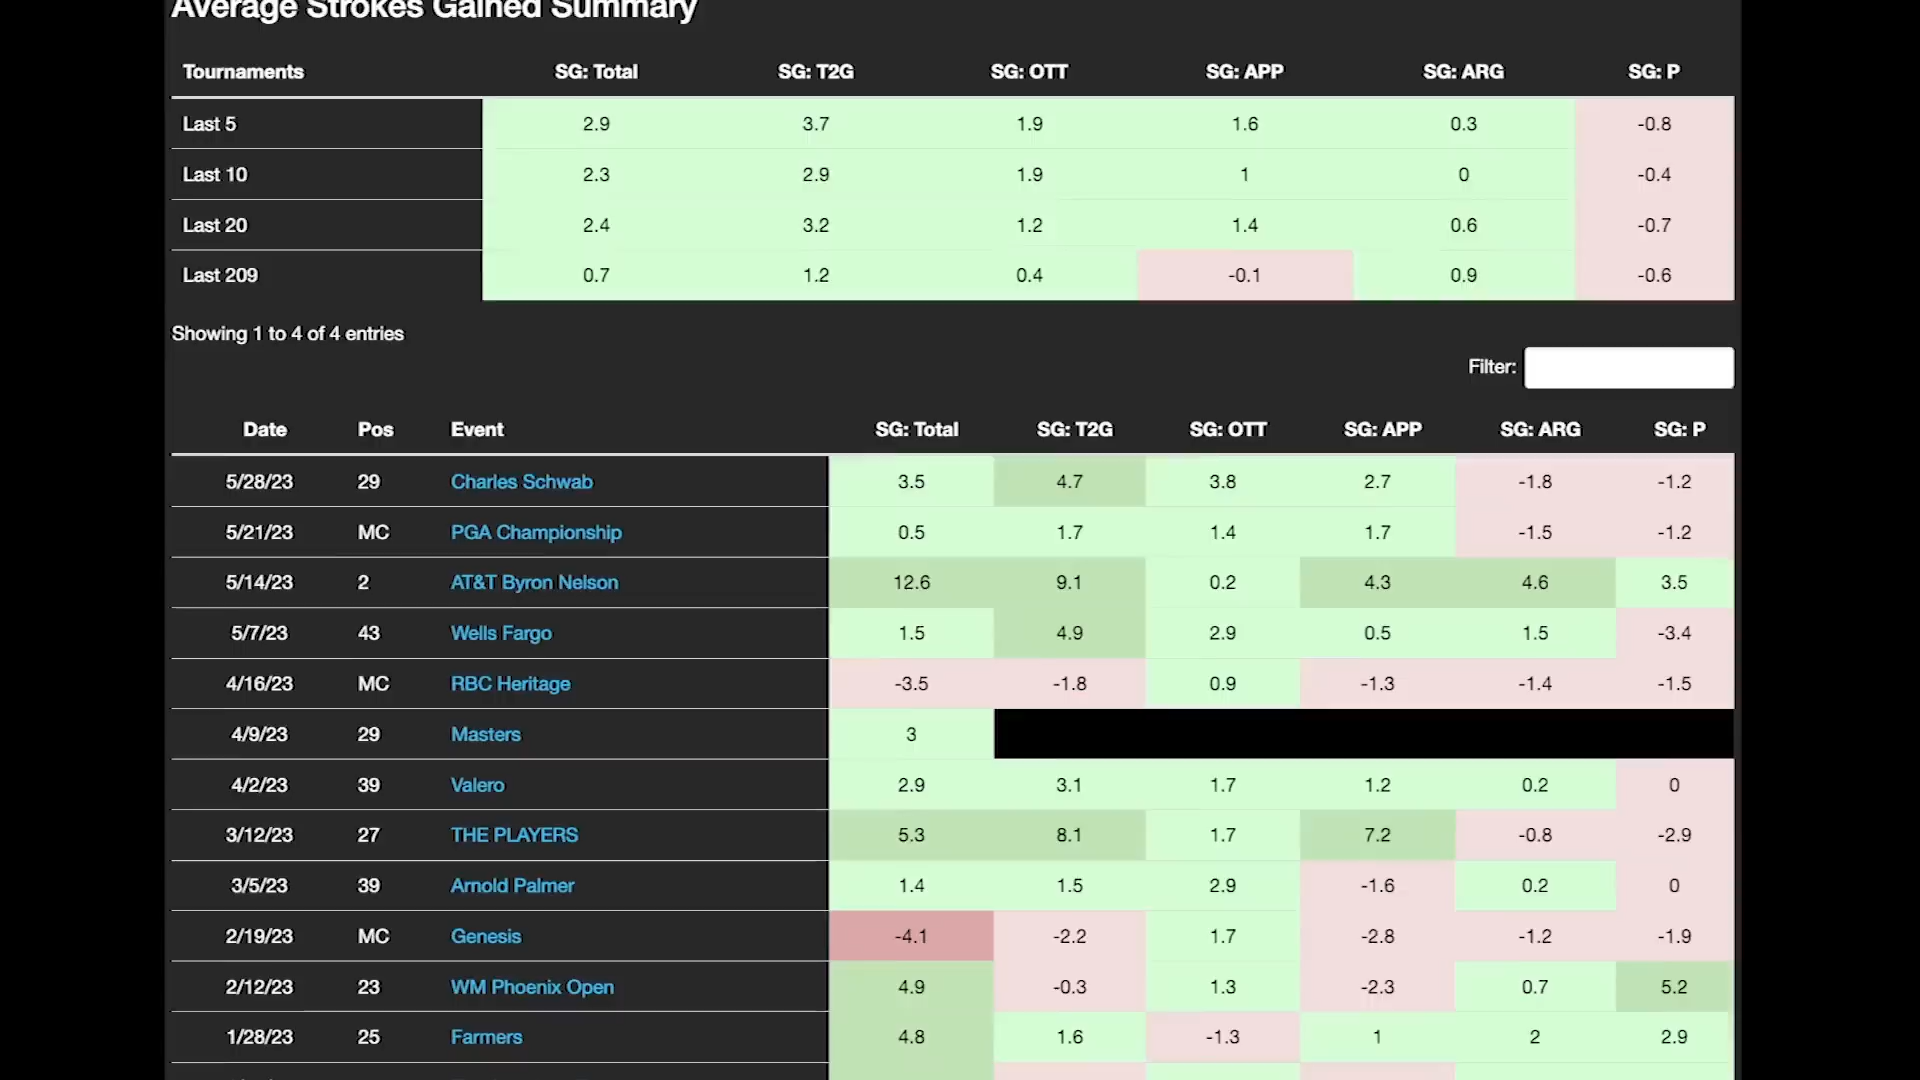 Average Strokes Gained Summary
Tournaments SG: Total SG: T2G SG: OTT SG: APP SG: ARG SG: P
Last 5 2.9 3.7 1.9 1.6 0.3 -0.8
Last 10 2.3 2.9 1.9 1 0 -0.4
Last 20 2.4 3.2 1.2 1.4 0.6 -0.7
Last 209 0.7 1.2 0.4 -0.1 0.9 -0.6
Showing 1 to 4 of 4 entries
Filter:
Date Pos Event SG: Total SG: T2G SG: OTT SG: APP SG: ARG SG: P
5/28/23 29 Charles Schwab 3.5 4.7 3.8 2.7 -1.8 -1.2
5/21/23 MC PGA Championship 0.5 1.7 1.4 1.7 -1.5 -1.2
5/14/23 2 AT&T Byron Nelson 12.6 9.1 0.2 4.3 4.6 3.5
5/7/23 43 Wells Fargo 1.5 4.9 2.9 0.5 1.5 -3.4
4/16/23 MC RBC Heritage -3.5 -1.8 0.9 -1.3 -1.4 -1.5
4/9/23 29 Masters 3
4/2/23 39 Valero 2.9 3.1 1.7 1.2 0.2 0
3/12/23 27 THE PLAYERS 5.3 8.1 1.7 7.2 -0.8 -2.9
3/5/23 39 Arnold Palmer 1.4 1.5 2.9 -1.6 0.2 0
2/19/23 MC Genesis -4.1 -2.2 1.7 -2.8 -1.2 -1.9
2/12/23 23 WM Phoenix Open 4.9 -0.3 1.3 -2.3 0.7 5.2
1/28/23 25 Farmers 4.8 1.6 -1.3 1 2 2.9